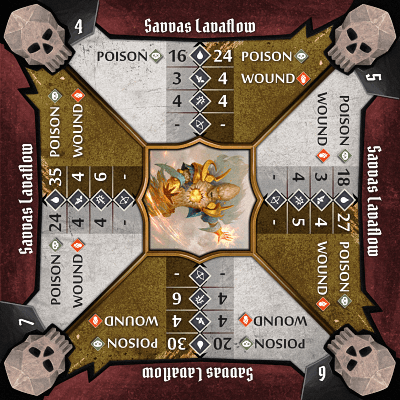 4
Savvas Lavaflow
POISON 16 24 POISON
3 4 WOUND
4 4
- -
5
Savvas Lavaflow
POISON 18 27 POISON
WOUND 3 4 WOUND
4 5
- -
6
Savvas Lavaflow
POISON 20 30 POISON
WOUND 4 4 WOUND
4 6
- -
7
Savvas Lavaflow
POISON 24 35 POISON
WOUND 4 4 WOUND
4 6
- -